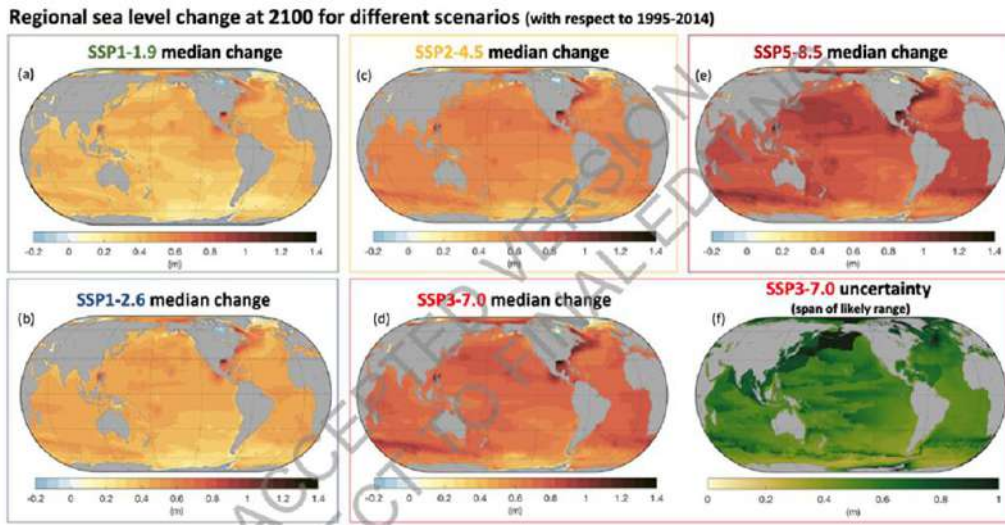 Regional sea level change at 2100 for different scenarios (with respect to 1995-2014)
SSP1-1.9 median change
(a)
-0.2 0 0.2 0.4 0.6 0.8 1 1.2 1.4
(m)
SSP2-4.5 median change
(c)
-0.2 0 0.2 0.4 0.6 0.8 1 1.2 1.4
(m)
SSP5-8.5 median change
(e)
-0.2 0 0.2 0.4 0.6 0.8 1 1.2 1.4
(m)
SSP1-2.6 median change
(b)
-0.2 0 0.2 0.4 0.6 0.8 1 1.2 1.4
(m)
SSP3-7.0 median change
(d)
-0.2 0 0.2 0.4 0.6 0.8 1 1.2 1.4
(m)
SSP3-7.0 uncertainty
(span of likely range)
(f)
0 0.2 0.4 0.6 0.8 1
(m)
ACCEPTED VERSION
CT TO FINAL EDITING